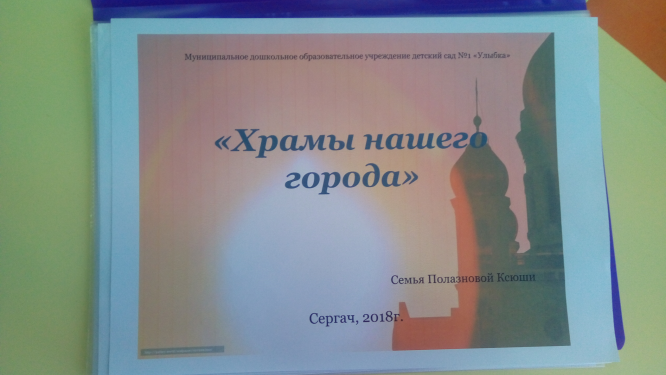 Муниципальное дошкольное образовательное учреждение детский сад №1 «Улыбка»
«Храмы нашего
города»
Семья Полазновой Ксюши
Сергач, 2018г.